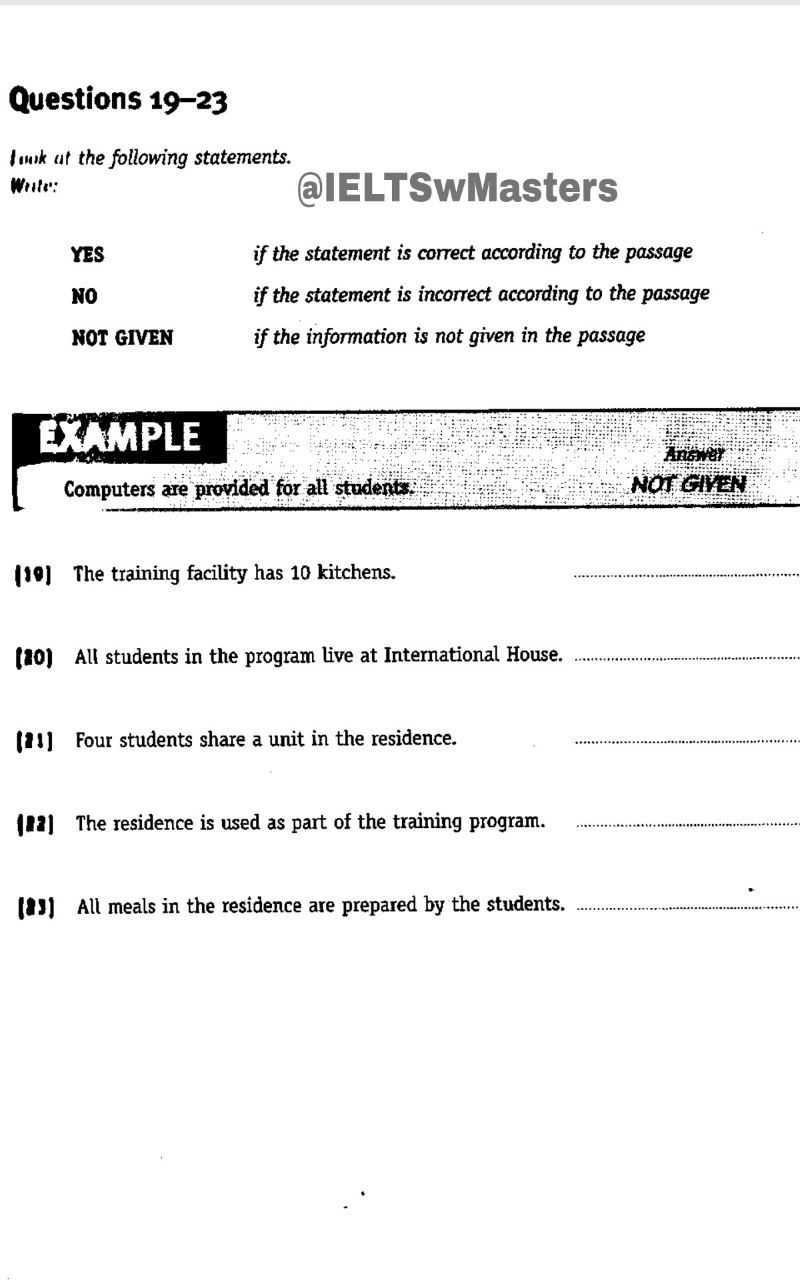 Questions 19–23
Look at the following statements.
Write:
@IELTSwMasters
YES if the statement is correct according to the passage
NO if the statement is incorrect according to the passage
NOT GIVEN if the information is not given in the passage
EXAMPLE
Answer
Computers are provided for all students. NOT GIVEN
[19] The training facility has 10 kitchens.
[20] All students in the program live at International House.
[21] Four students share a unit in the residence.
[22] The residence is used as part of the training program.
[23] All meals in the residence are prepared by the students.